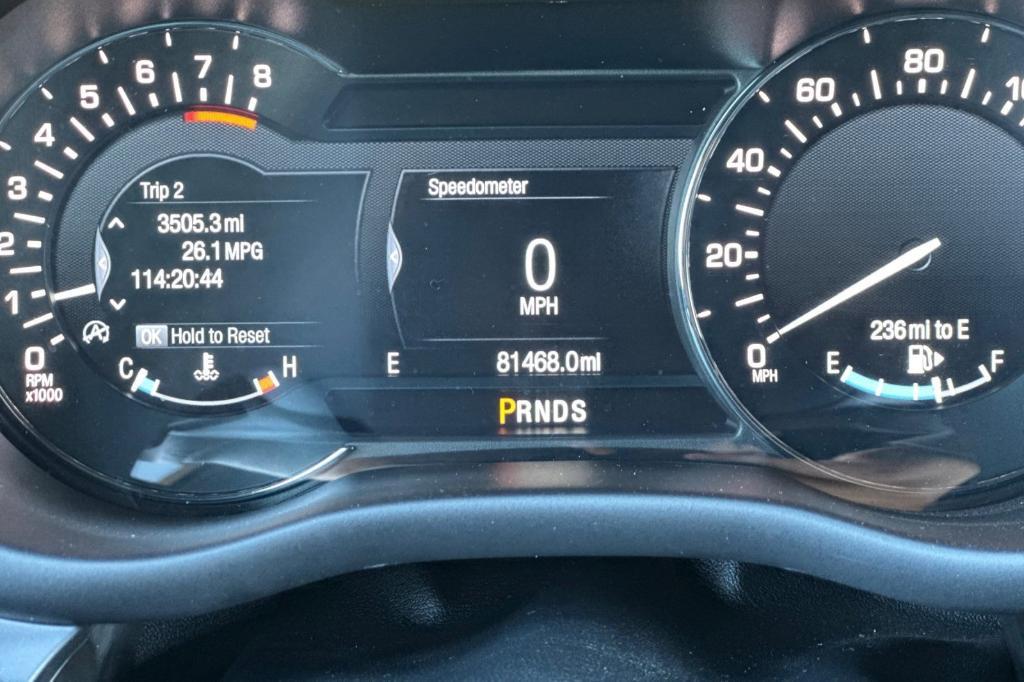 0 1 2 3 4 5 6 7 8
RPM
x1000
Trip 2
3505.3 mi
26.1 MPG
114:20:44
OK Hold to Reset
A
C H
Speedometer
0
MPH
E 81468.0 mi
PRNDS
0 20 40 60 80
MPH
236 mi to E
E F